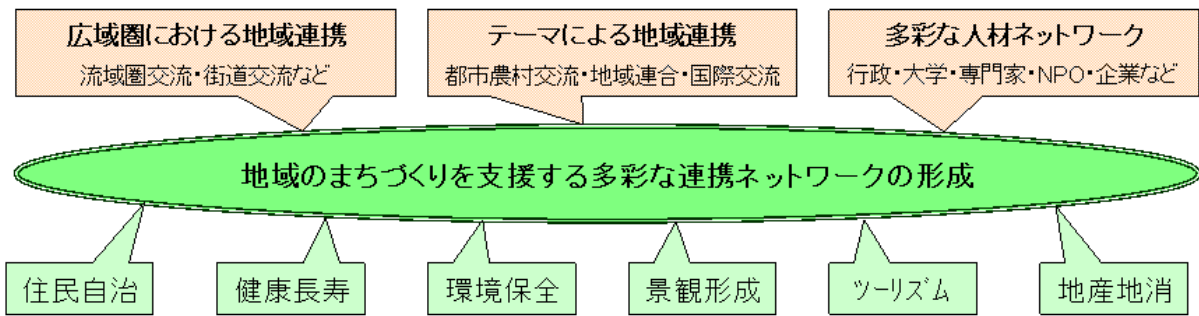 広域圏における地域連携
流域圏交流・街道交流など
テーマによる地域連携
都市農村交流・地域連合・国際交流
多彩な人材ネットワーク
行政・大学・専門家・NPO・企業など
地域のまちづくりを支援する多彩な連携ネットワークの形成
住民自治
健康長寿
環境保全
景観形成
ツーリズム
地産地消